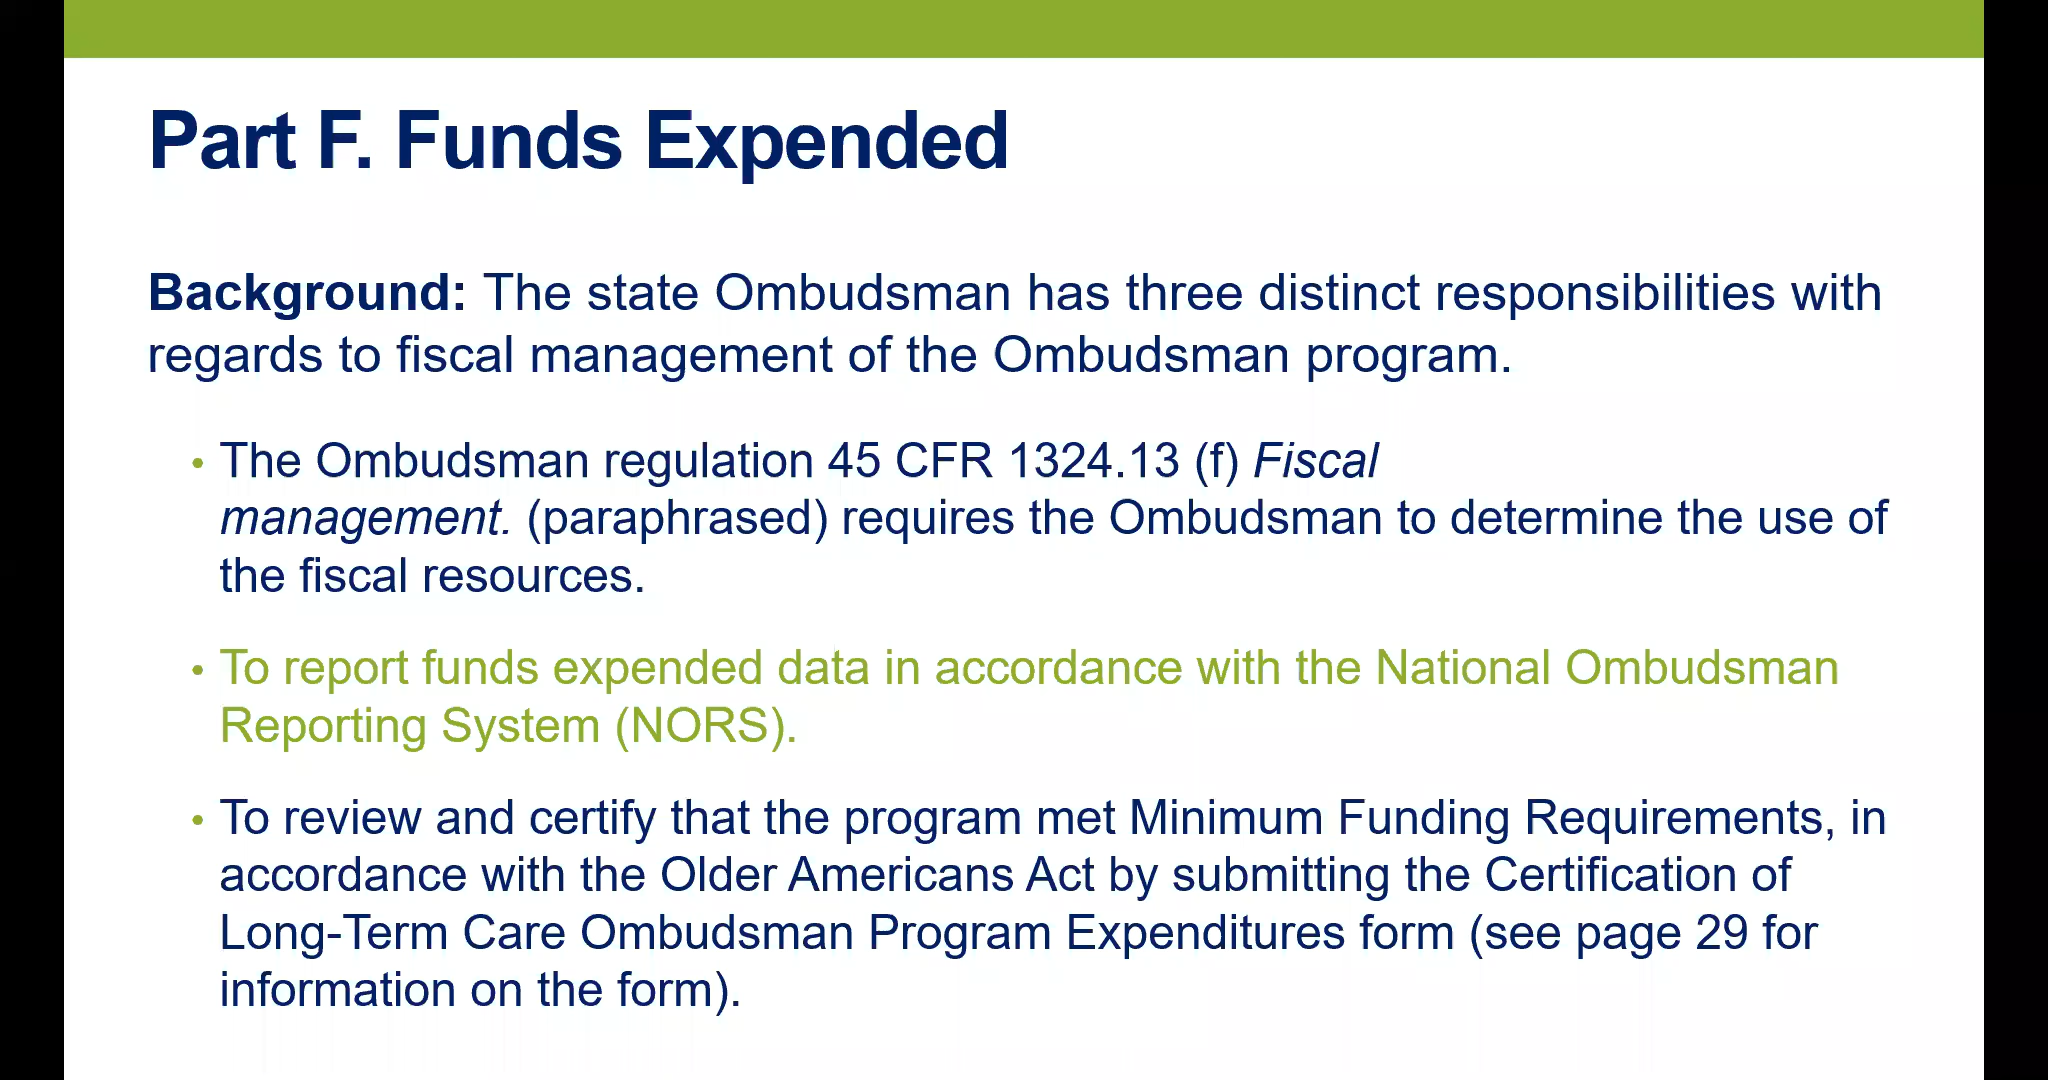 Part F. Funds Expended
Background: The state Ombudsman has three distinct responsibilities with
regards to fiscal management of the Ombudsman program.
• The Ombudsman regulation 45 CFR 1324.13 (f) Fiscal
management. (paraphrased) requires the Ombudsman to determine the use of
the fiscal resources.
• To report funds expended data in accordance with the National Ombudsman
Reporting System (NORS).
• To review and certify that the program met Minimum Funding Requirements, in
accordance with the Older Americans Act by submitting the Certification of
Long-Term Care Ombudsman Program Expenditures form (see page 29 for
information on the form).